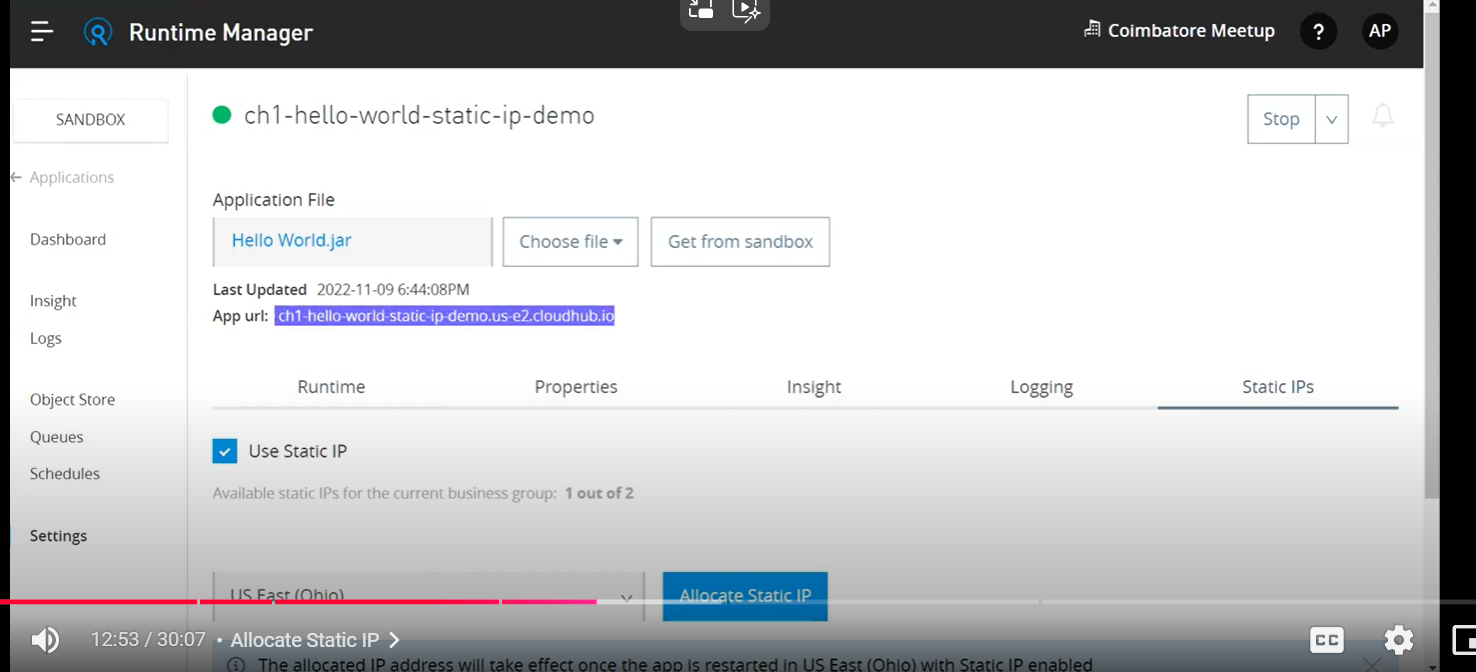 Runtime Manager
Coimbatore Meetup
?
AP
SANDBOX
ch1-hello-world-static-ip-demo
Stop
← Applications
Application File
Hello World.jar
Choose file
Get from sandbox
Dashboard
Last Updated 2022-11-09 6:44:08PM
App url: ch1-hello-world-static-ip-demo.us-e2.cloudhub.io
Insight
Logs
Runtime
Properties
Insight
Logging
Static IPs
Object Store
Queues
Schedules
Settings
Use Static IP
Available static IPs for the current business group: 1 out of 2
US East (Ohio)
Allocate Static IP
12:53 / 30:07 • Allocate Static IP
CC
The allocated IP address will take effect once the app is restarted in US East (Ohio) with Static IP enabled